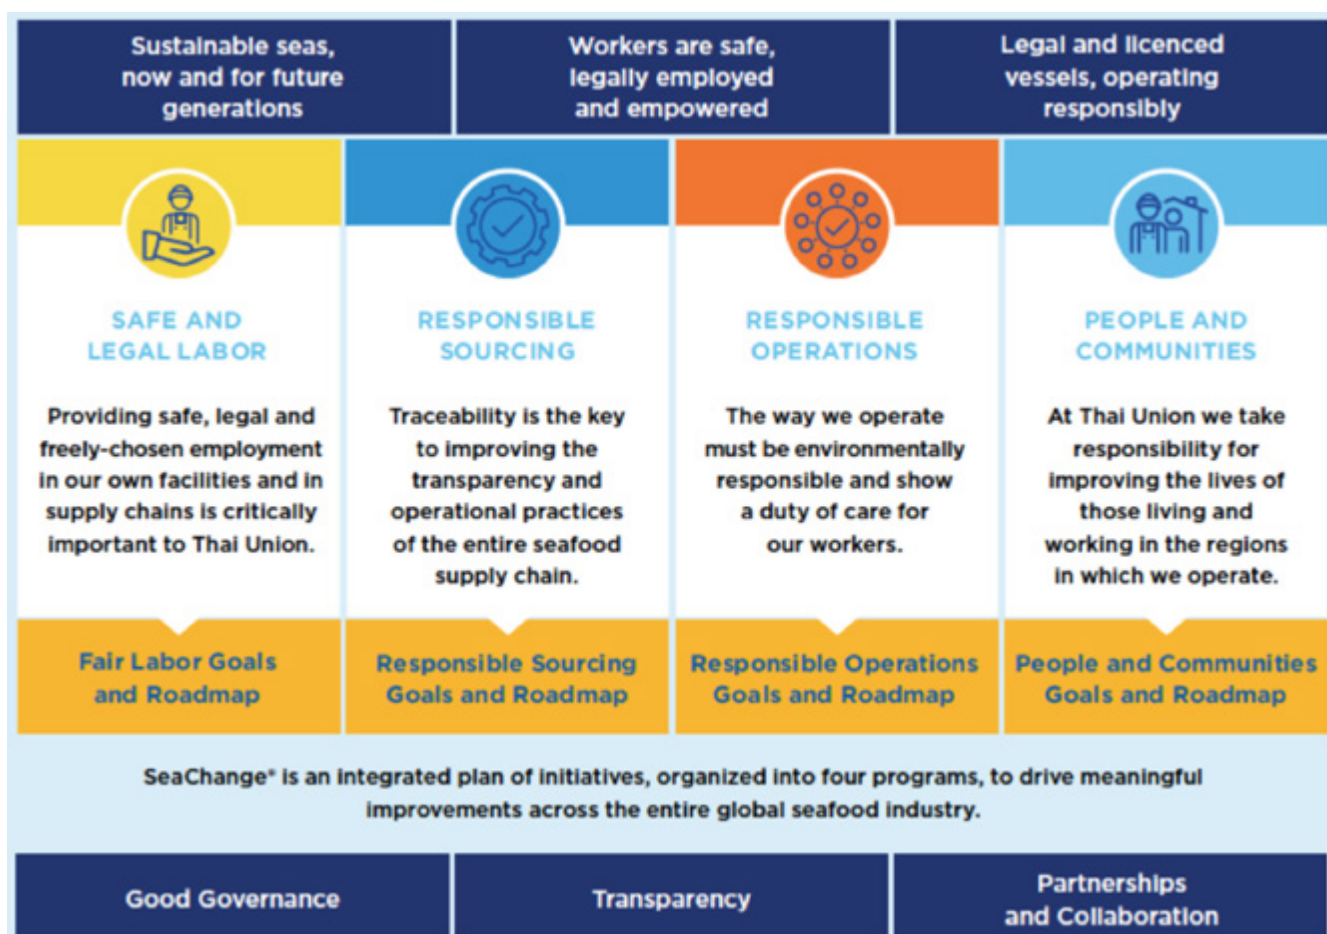 Sustainable seas,
now and for future
generations
Workers are safe,
legally employed
and empowered
Legal and licenced
vessels, operating
responsibly
SAFE AND
LEGAL LABOR
Providing safe, legal and
freely-chosen employment
in our own facilities and in
supply chains is critically
important to Thai Union.
Fair Labor Goals
and Roadmap
RESPONSIBLE
SOURCING
Traceability is the key
to improving the
transparency and
operational practices
of the entire seafood
supply chain.
Responsible Sourcing
Goals and Roadmap
RESPONSIBLE
OPERATIONS
The way we operate
must be environmentally
responsible and show
a duty of care for
our workers.
Responsible Operations
Goals and Roadmap
PEOPLE AND
COMMUNITIES
At Thai Union we take
responsibility for
improving the lives of
those living and
working in the regions
in which we operate.
People and Communities
Goals and Roadmap
SeaChange® is an integrated plan of initiatives, organized into four programs, to drive meaningful
improvements across the entire global seafood industry.
Good Governance
Transparency
Partnerships
and Collaboration